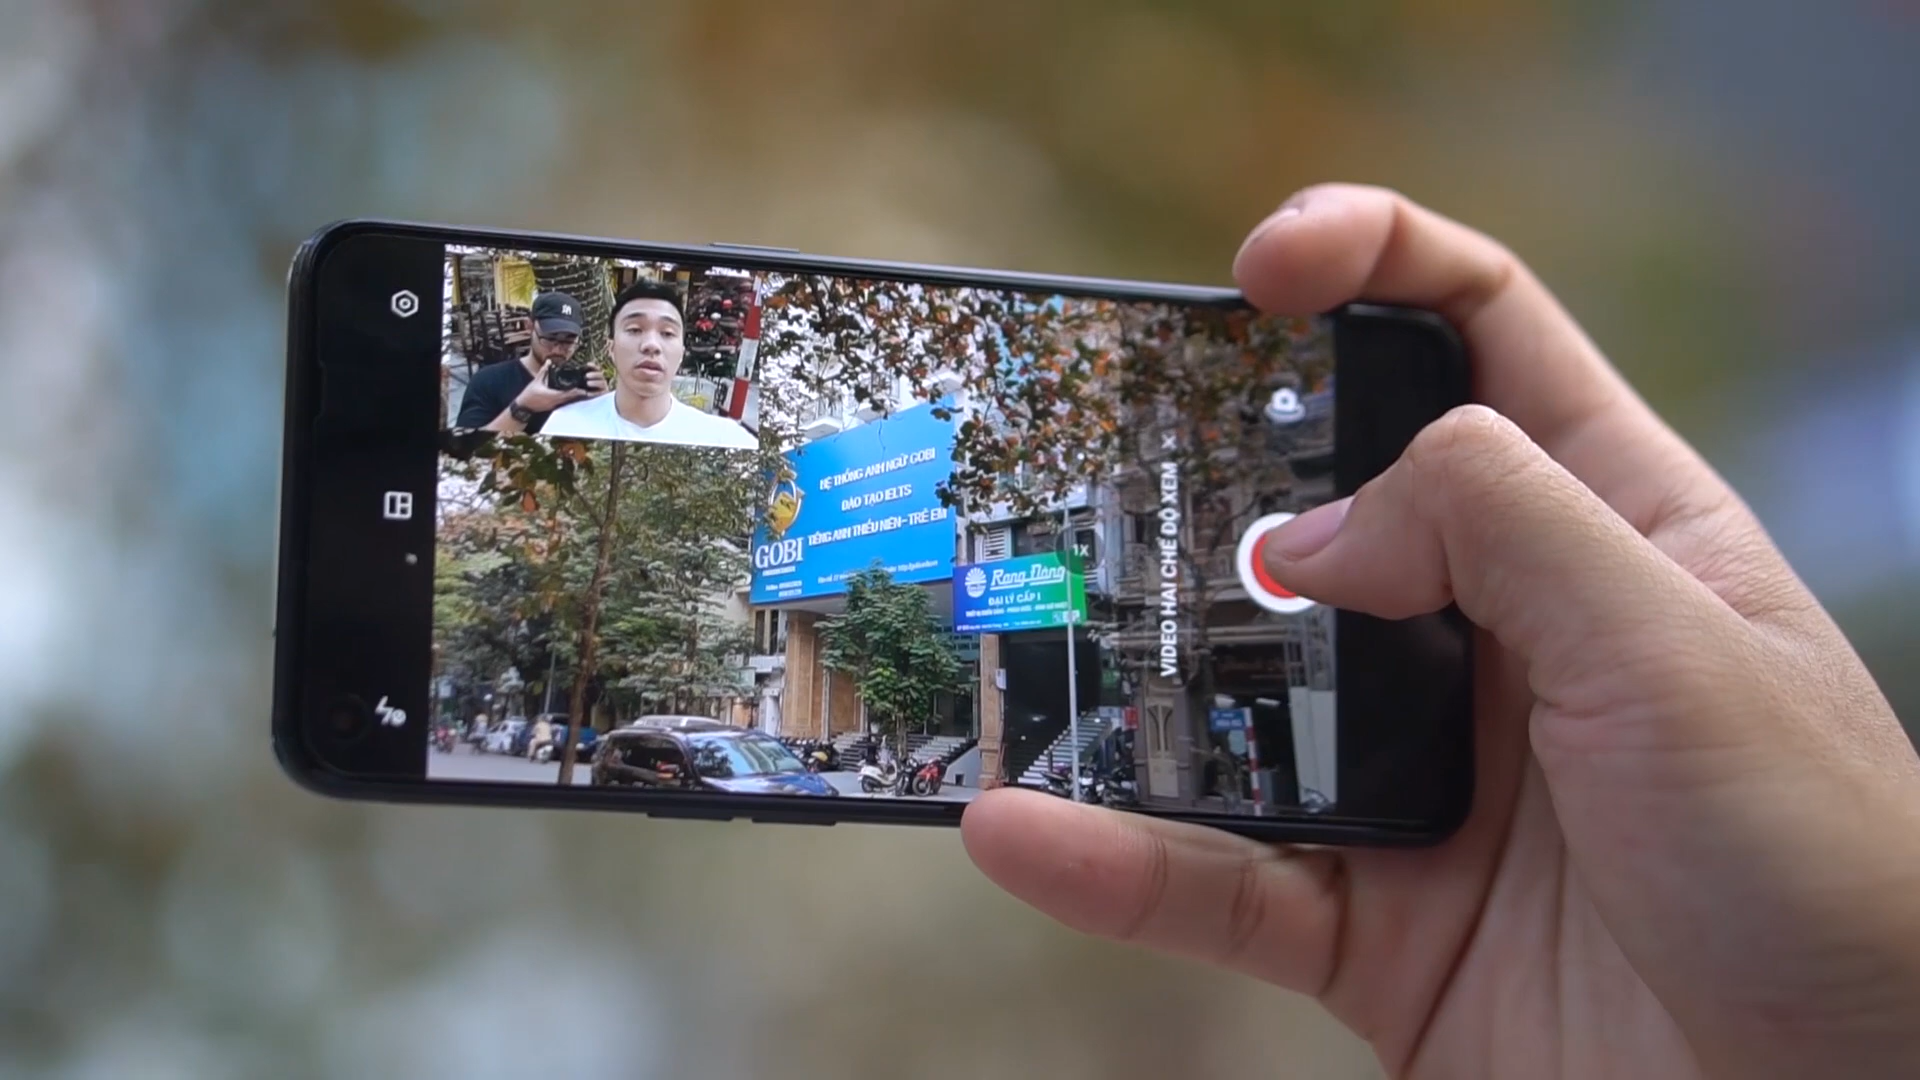 HỆ THỐNG ANH NGỮ GOBI
ĐÀO TẠO IELTS
TIẾNG ANH THIẾU NIÊN-TRẺ EM
GOBI
Rạng Đông
ĐẠI LÝ CẤP 1
1X
VIDEO HAI CHẾ ĐỘ XEM ×